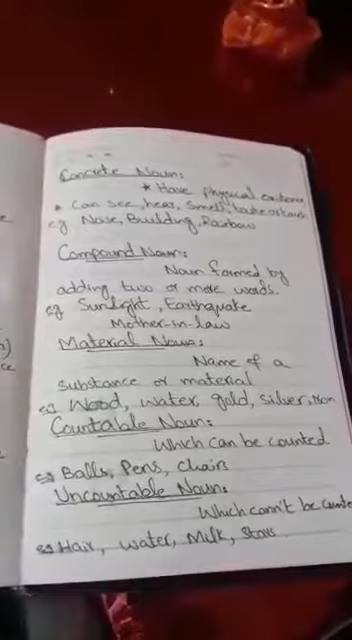 Concrete Noun:
* Have physical existence
* Can see, hear, smell, taste or touch
eg Nose, Building, Rainbow
Compound Noun:
Noun formed by
adding two or more words.
eg Sunlight, Earthquake
Mother-in-law
Material Noun:
Name of a
substance or material
eg Wood, water, gold, silver, Iron
Countable Noun:
Which can be counted
eg Balls, Pens, Chairs
Uncountable Noun:
Which cann't be counte
eg Hair, water, Milk, Stars